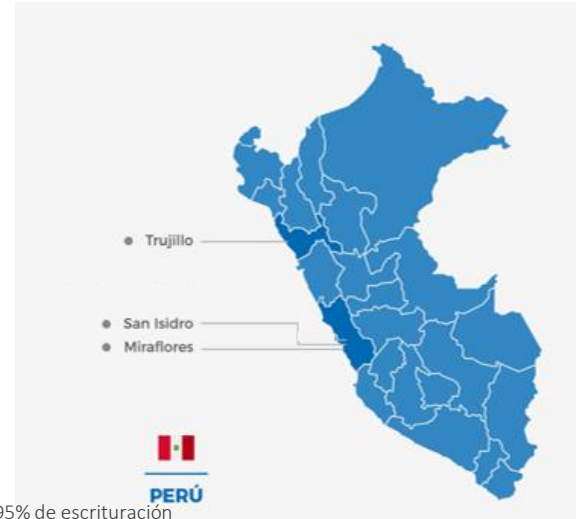 Trujillo
San Isidro
Miraflores
PERÚ
95% de escrituración